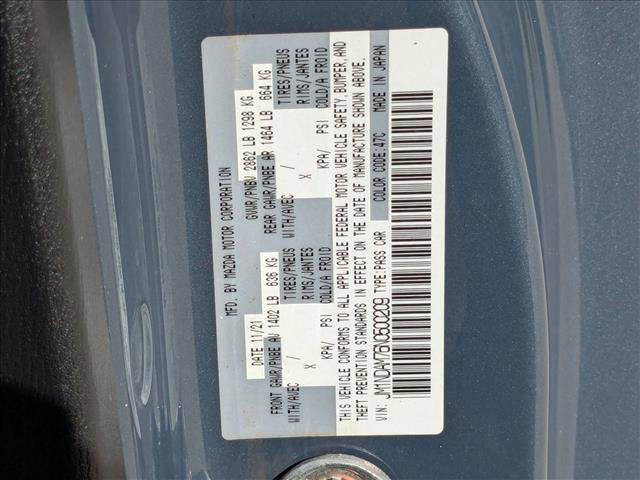 MFD. BY MAZDA MOTOR CORPORATION
DATE 11/21 GVWR/PNBV 2862 LB 1298 KG
FRONT GAWR/PNBE AV 1402 LB 636 KG REAR GAWR/PNBE AR 1464 LB 664 KG
WITH/AVEC TIRES/PNEUS WITH/AVEC TIRES/PNEUS
/ RIMS/JANTES / RIMS/JANTES
X KPA/ PSI COLD/A FROID X KPA/ PSI COLD/A FROID
THIS VEHICLE CONFORMS TO ALL APPLICABLE FEDERAL MOTOR VEHICLE SAFETY, BUMPER, AND
THEFT PREVENTION STANDARDS IN EFFECT ON THE DATE OF MANUFACTURE SHOWN ABOVE.
VIN: JM1NDAM76N0500209 TYPE:PASS CAR COLOR CODE:47C MADE IN JAPAN